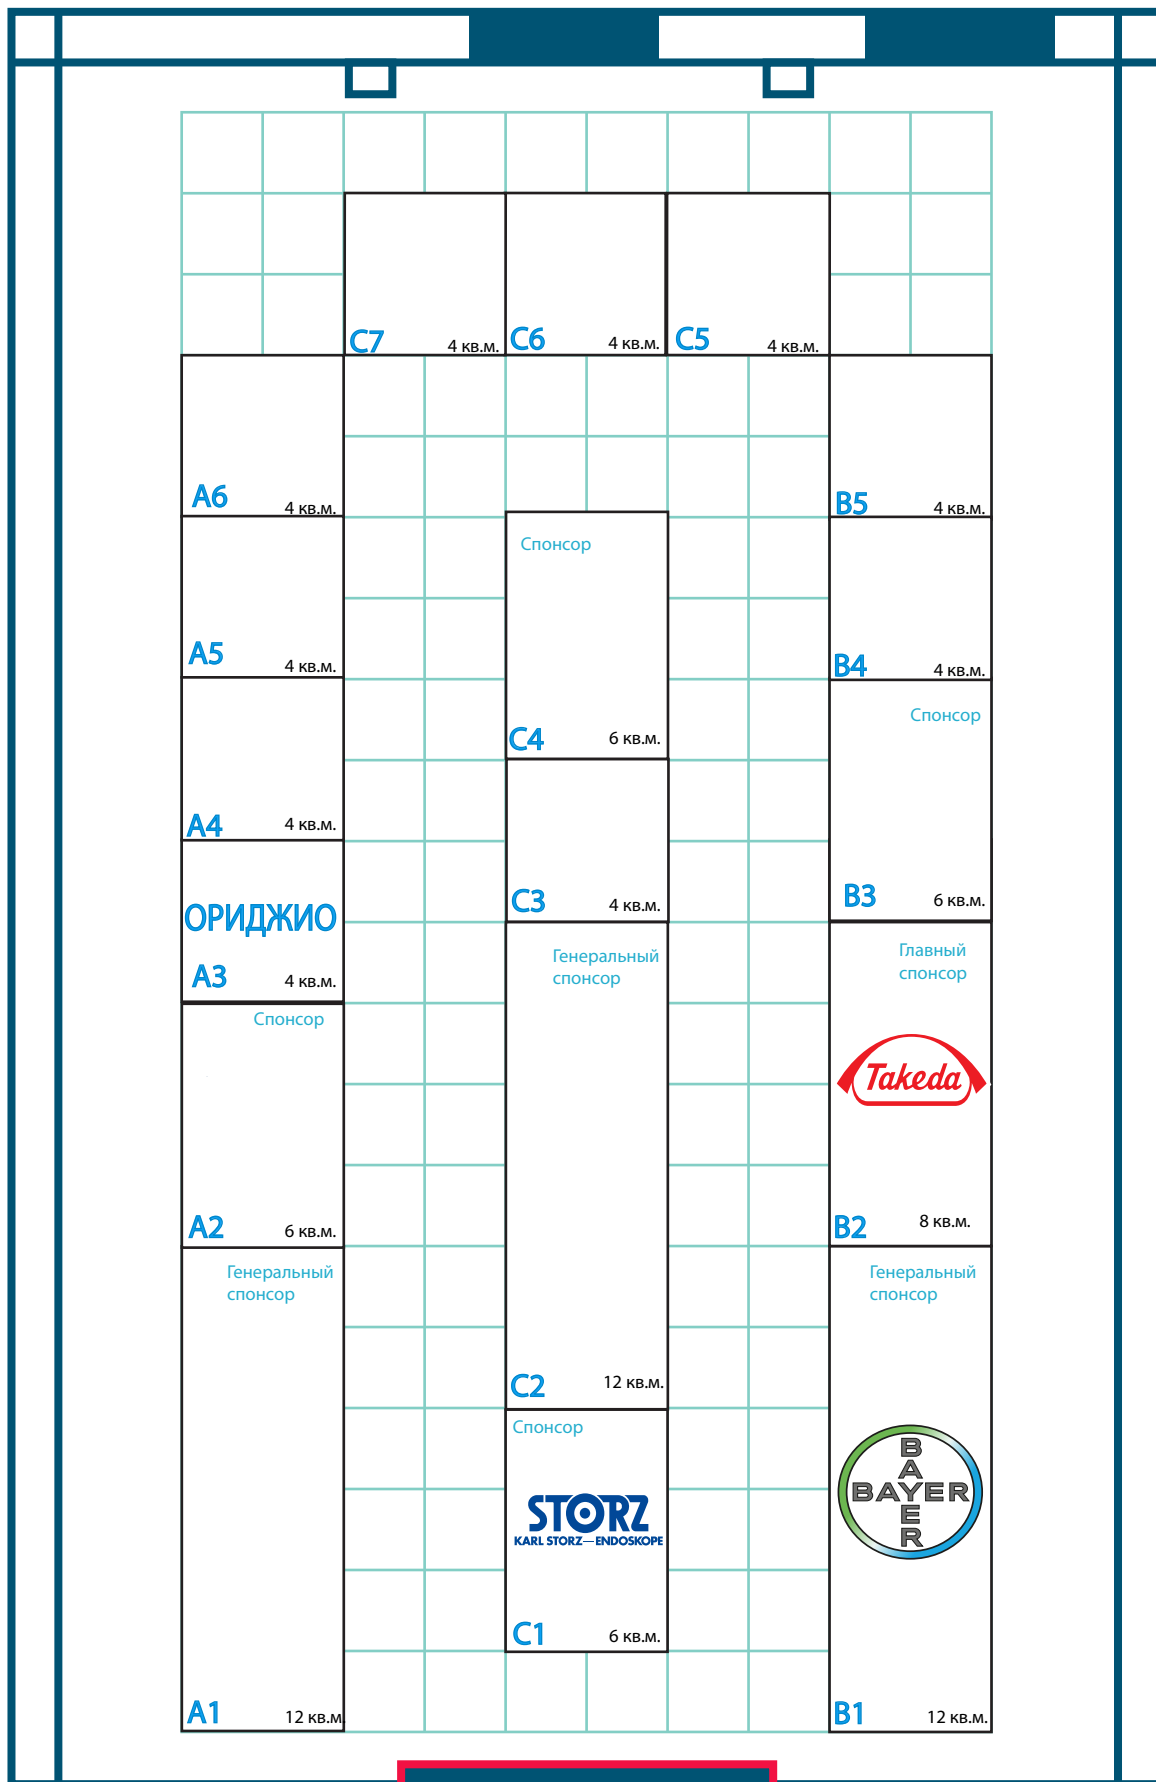 C7
4 кв.м.
C6
4 кв.м.
C5
4 кв.м.
A6
4 кв.м.
B5
4 кв.м.
Спонсор
A5
4 кв.м.
B4
4 кв.м.
Спонсор
C4
6 кв.м.
A4
4 кв.м.
C3
4 кв.м.
B3
6 кв.м.
ОРИДЖИО
A3
4 кв.м.
Генеральный
спонсор
Главный
спонсор
Спонсор
Takeda
A2
6 кв.м.
B2
8 кв.м.
Генеральный
спонсор
Генеральный
спонсор
C2
12 кв.м.
Спонсор
STORZ
KARL STORZ—ENDOSKOPE
BAYER
BAYER
C1
6 кв.м.
A1
12 кв.м.
B1
12 кв.м.